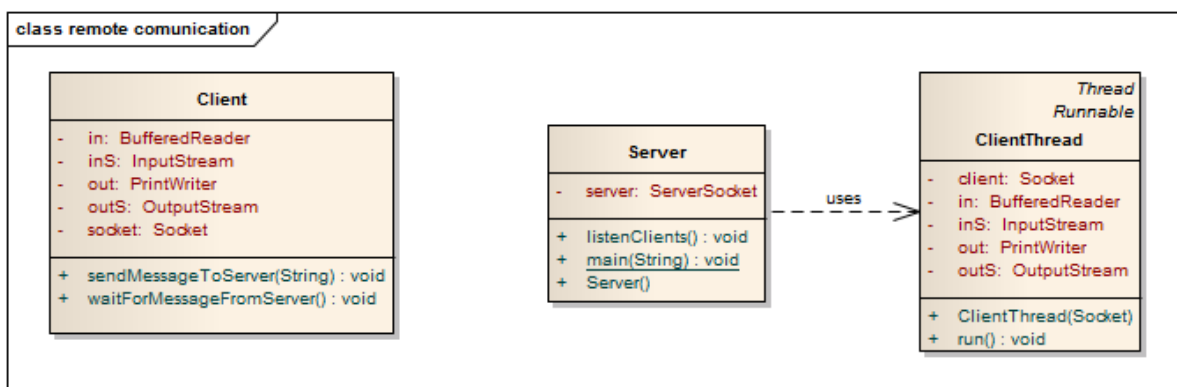 class remote comunication
Client
- in: BufferedReader
- inS: InputStream
- out: PrintWriter
- outS: OutputStream
- socket: Socket
+ sendMessageToServer(String) : void
+ waitForMessageFromServer() : void
Server
- server: ServerSocket
+ listenClients() : void
+ main(String) : void
+ Server()
uses
Thread
Runnable
ClientThread
- client: Socket
- in: BufferedReader
- inS: InputStream
- out: PrintWriter
- outS: OutputStream
+ ClientThread(Socket)
+ run() : void